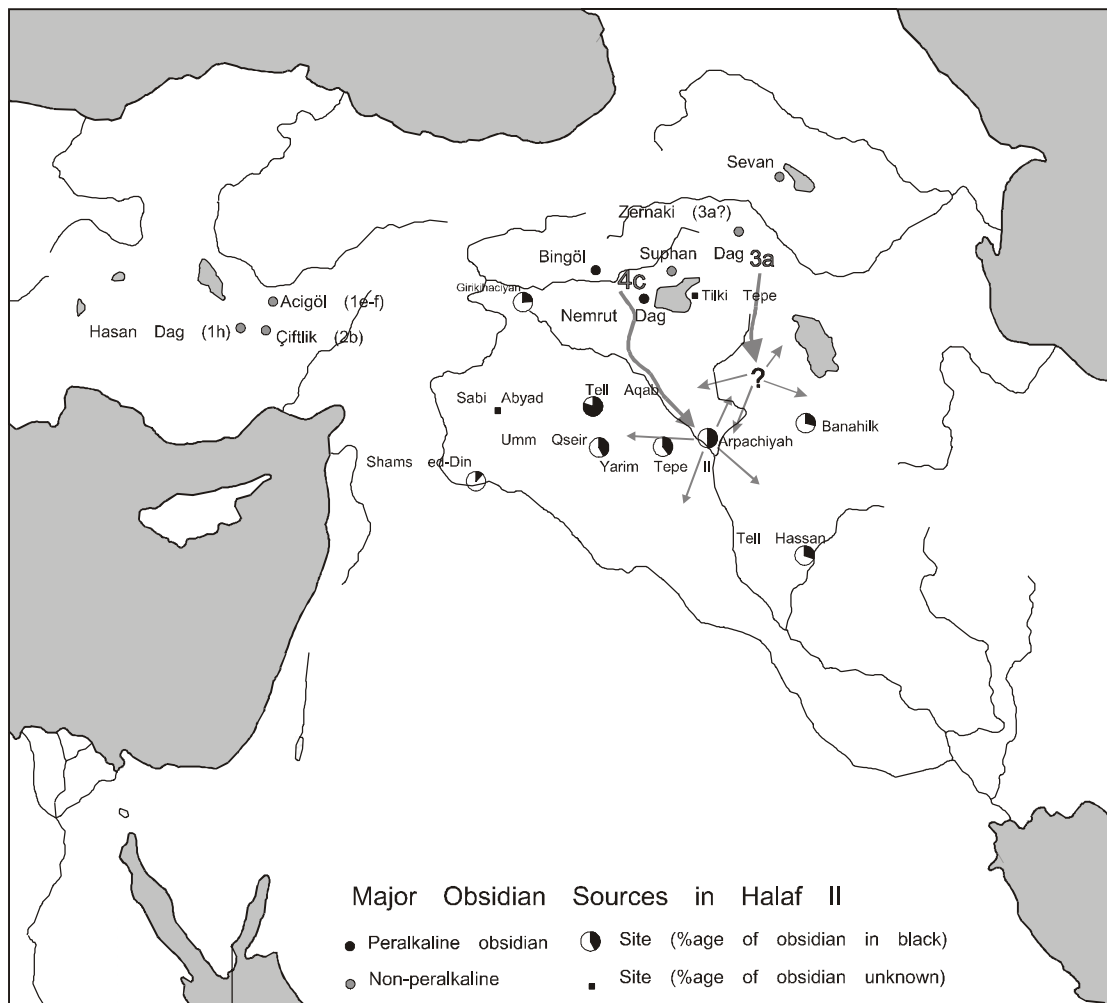 Sevan
Zernaki (3a?)
Bingöl
Suphan Dag
3a
4c
Girikihaciyan
Tilki Tepe
Acigöl (1e-f)
Nemrut Dag
Hasan Dag (1h)
Çiftlik (2b)
?
Tell Aqab
Sabi Abyad
Banahilk
Umm Qseir
Arpachiyah
Shams ed-Din
Yarim Tepe II
Tell Hassan
Major Obsidian Sources in Halaf II
Peralkaline obsidian
Site (%age of obsidian in black)
Non-peralkaline
Site (%age of obsidian unknown)